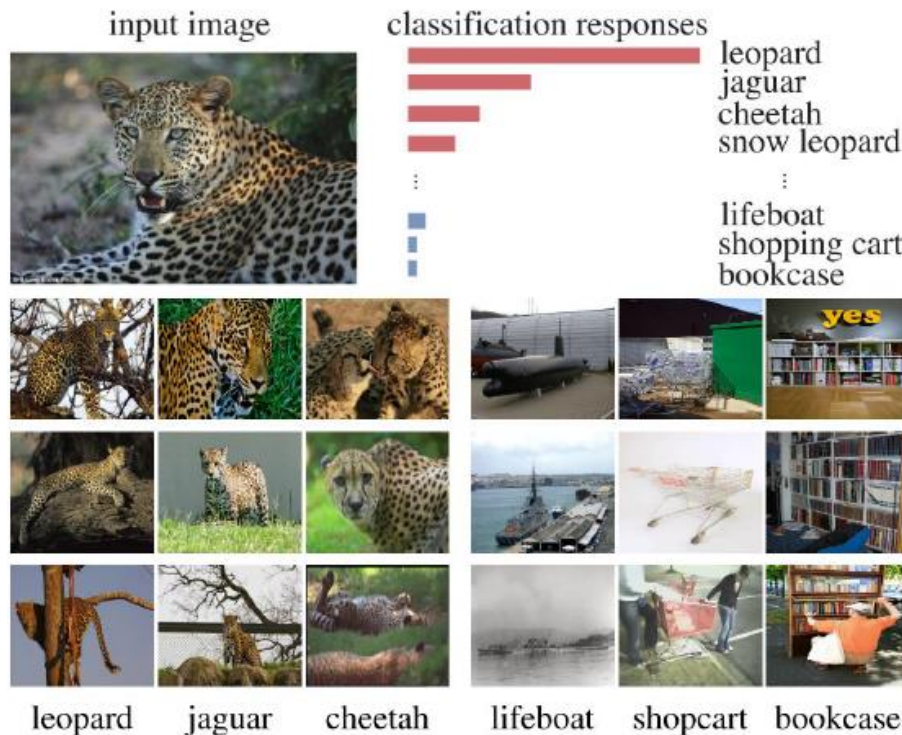 input image
classification responses
leopard
jaguar
cheetah
snow leopard
⋮
⋮
lifeboat
shopping cart
bookcase
yes
leopard
jaguar
cheetah
lifeboat
shopcart
bookcase